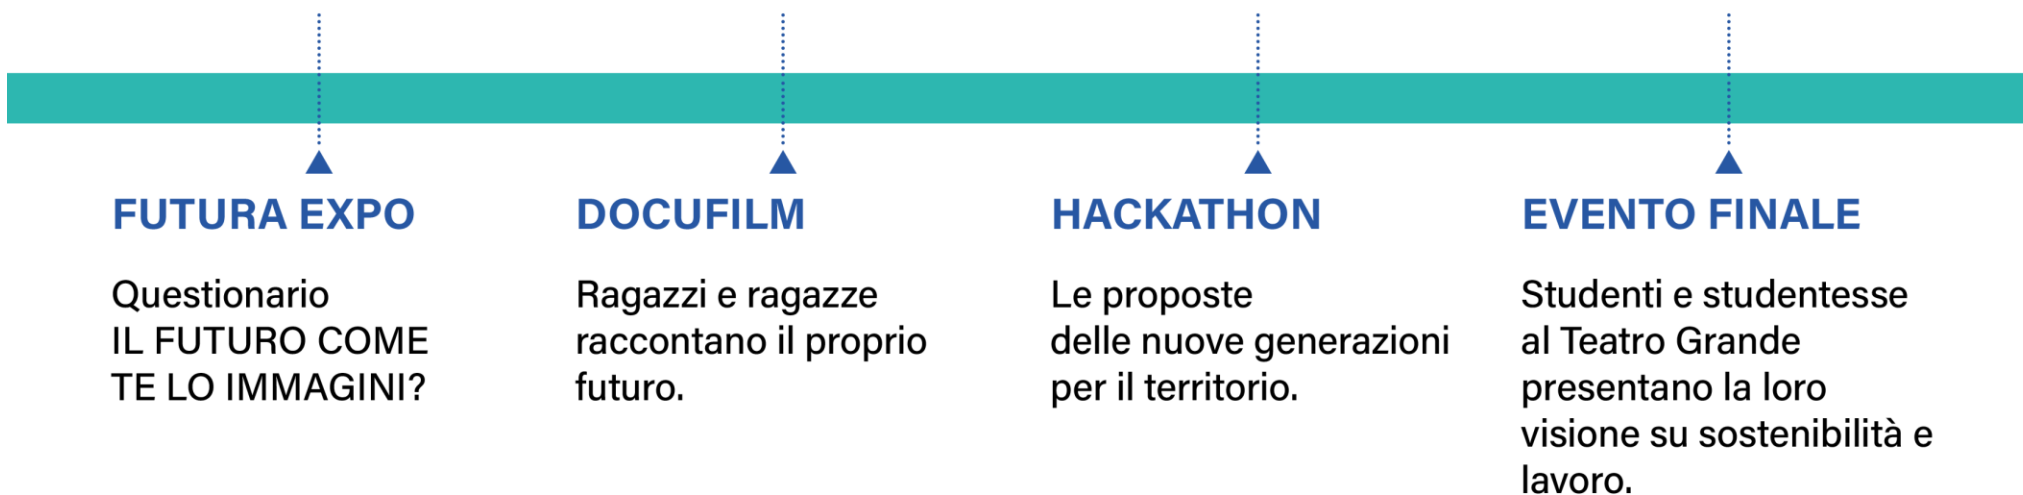 FUTURA EXPO
Questionario
IL FUTURO COME
TE LO IMMAGINI?
DOCUFILM
Ragazzi e ragazze
raccontano il proprio
futuro.
HACKATHON
Le proposte
delle nuove generazioni
per il territorio.
EVENTO FINALE
Studenti e studentesse
al Teatro Grande
presentano la loro
visione su sostenibilità e
lavoro.